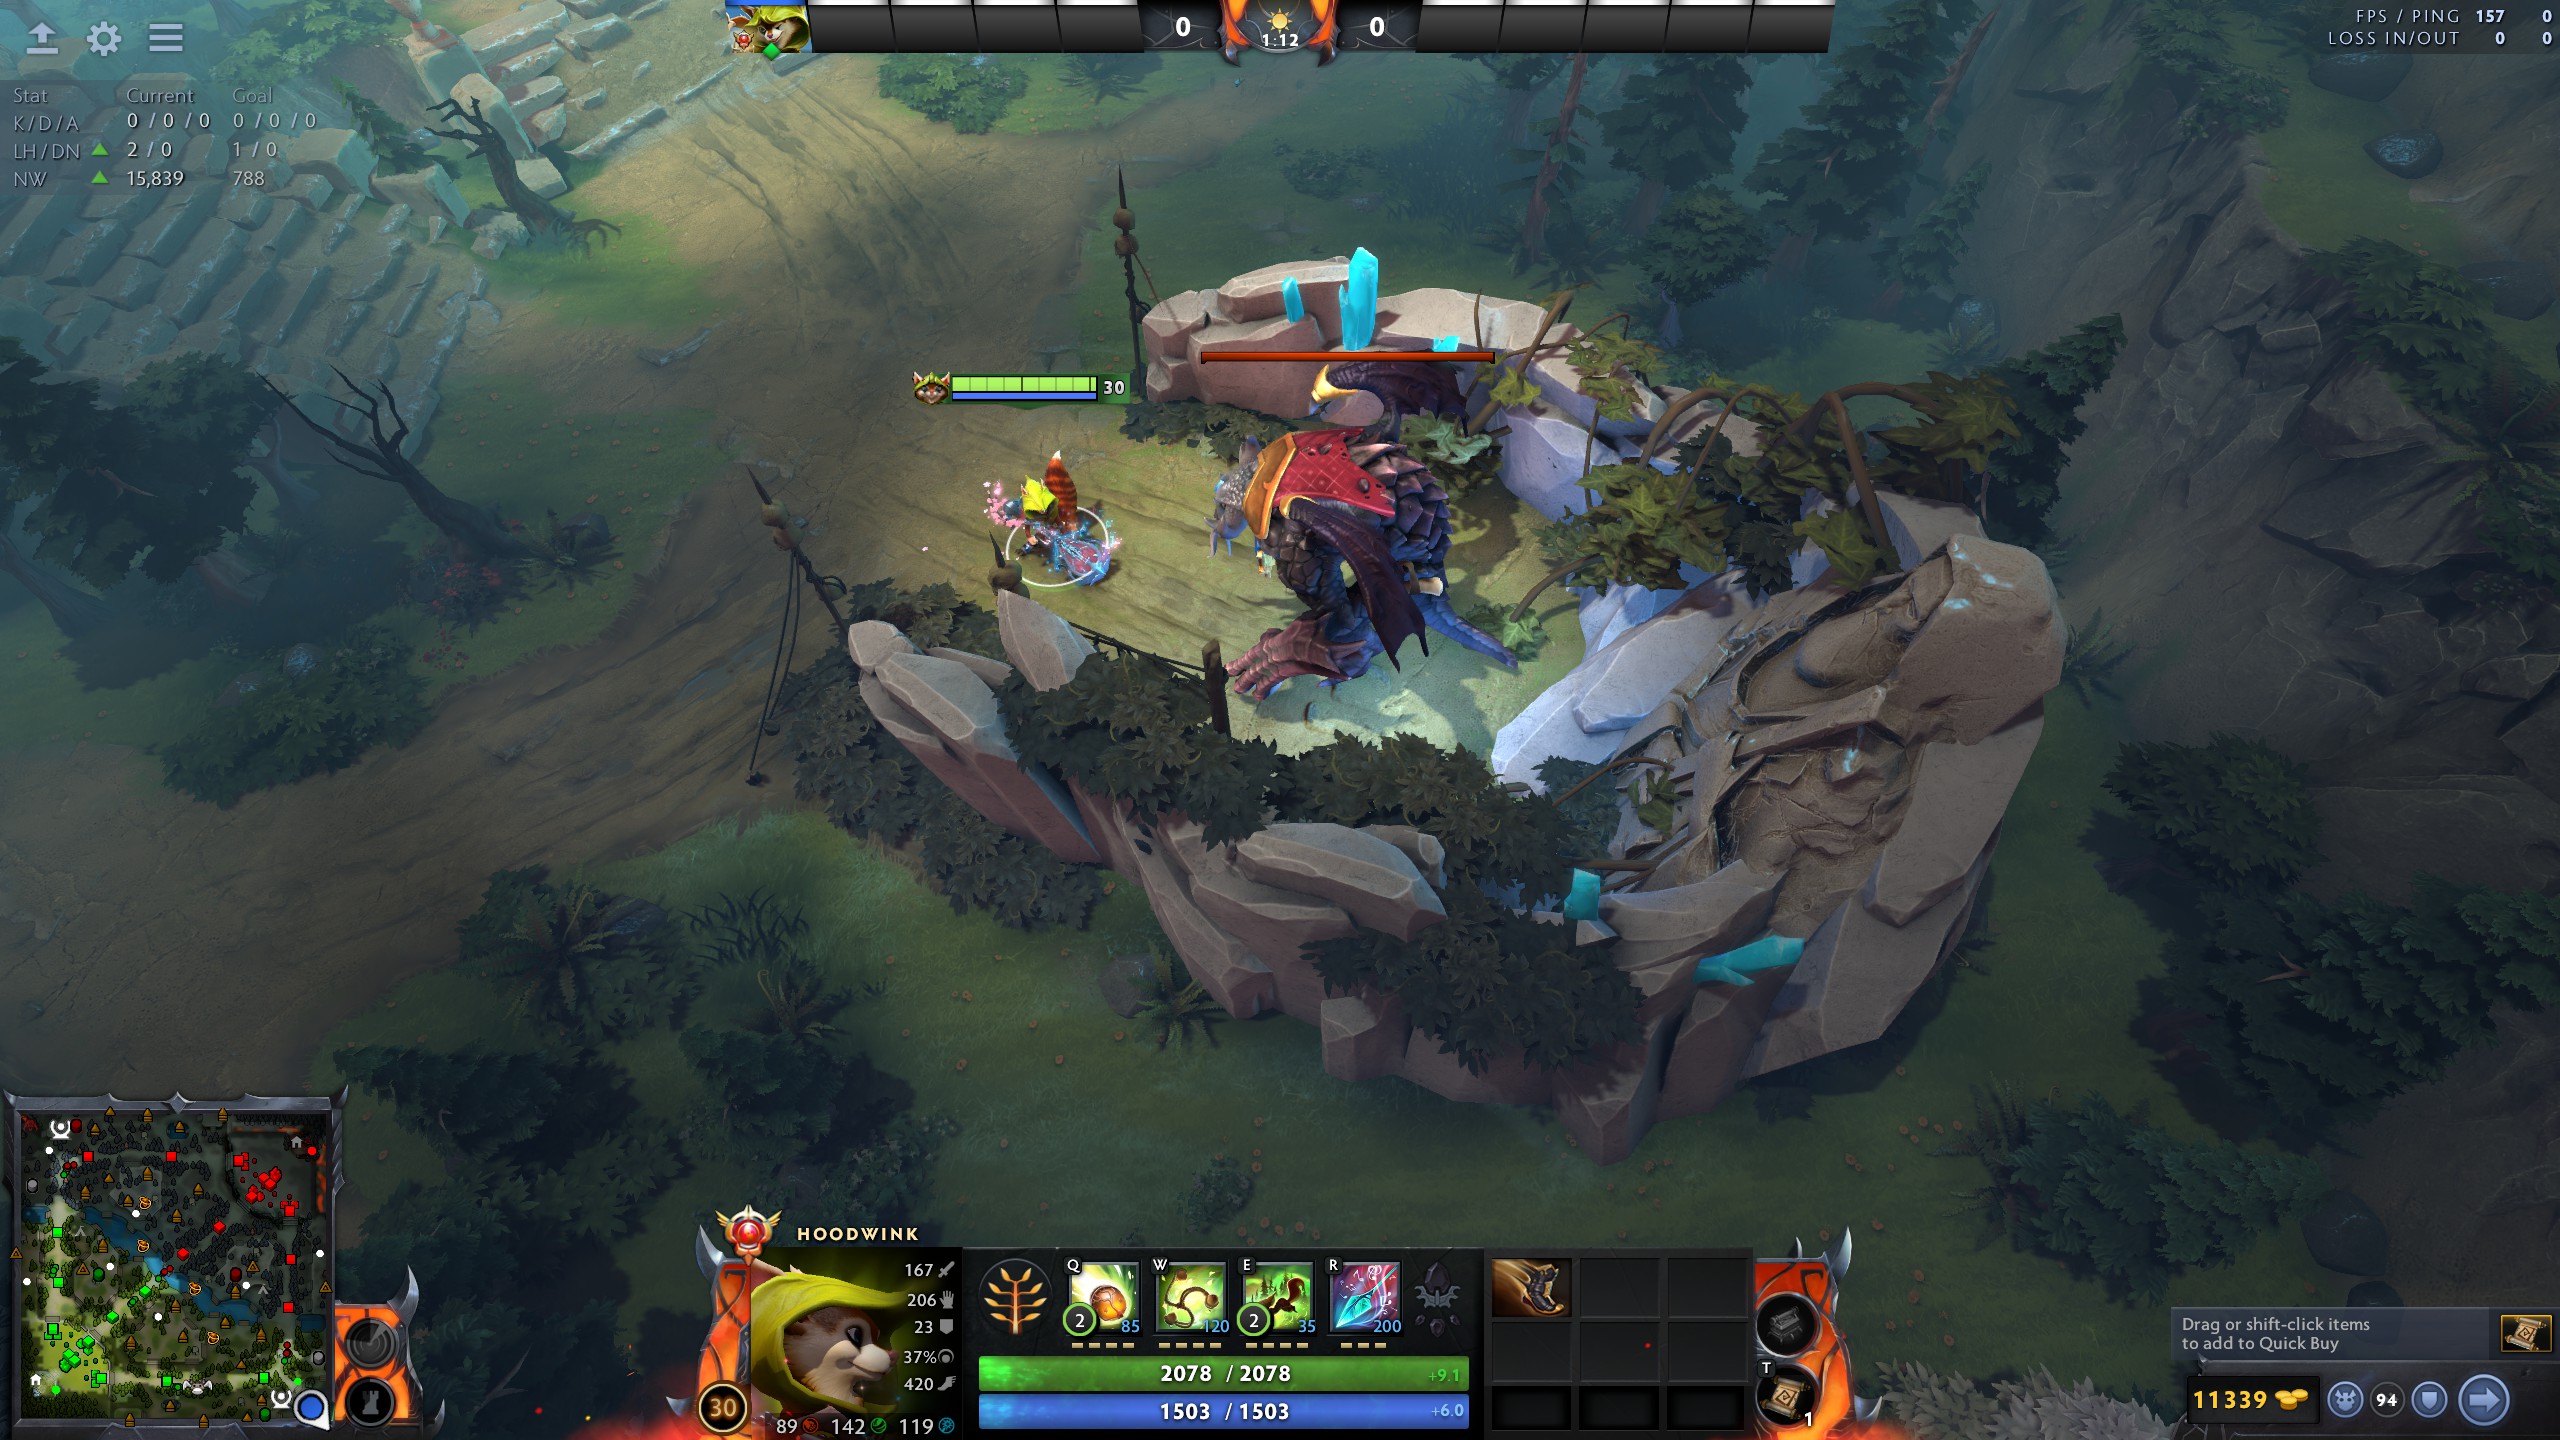 0
1:12
0
FPS / PING 157 0
LOSS IN/OUT 0 0
Stat Current Goal
K/D/A 0 / 0 / 0 0 / 0 / 0
LH/DN 2 / 0 1 / 0
NW 15,839 788
30
HOODWINK
167
206
23
37%
420
30
89 142 119
Q W E R
2 85 120 2 35 200
2078 / 2078 +9.1
1503 / 1503 +6.0
T
1
Drag or shift-click items
to add to Quick Buy
11339 94